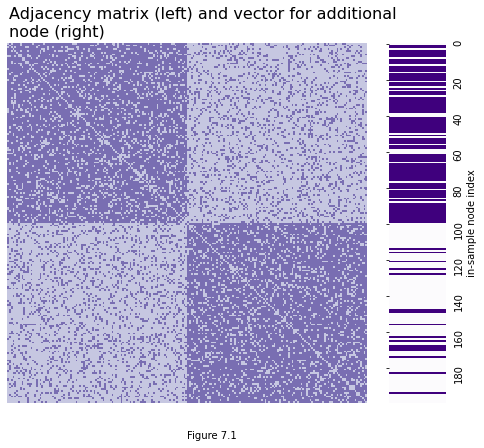 Adjacency matrix (left) and vector for additional
node (right)
0
20
40
60
80
100
120
140
160
180
in-sample node index
Figure 7.1